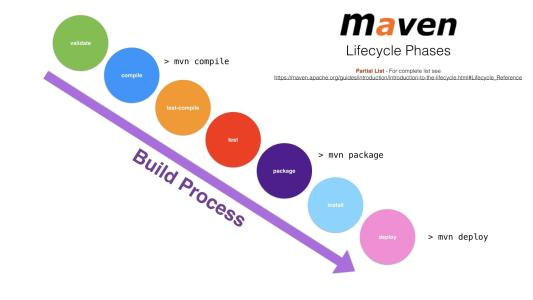 maven
Lifecycle Phases
Partial List - For complete list see
https://maven.apache.org/guides/introduction/introduction-to-the-lifecycle.html#Lifecycle_Reference
validate
compile
> mvn compile
test-compile
test
package
> mvn package
install
deploy
> mvn deploy
Build Process